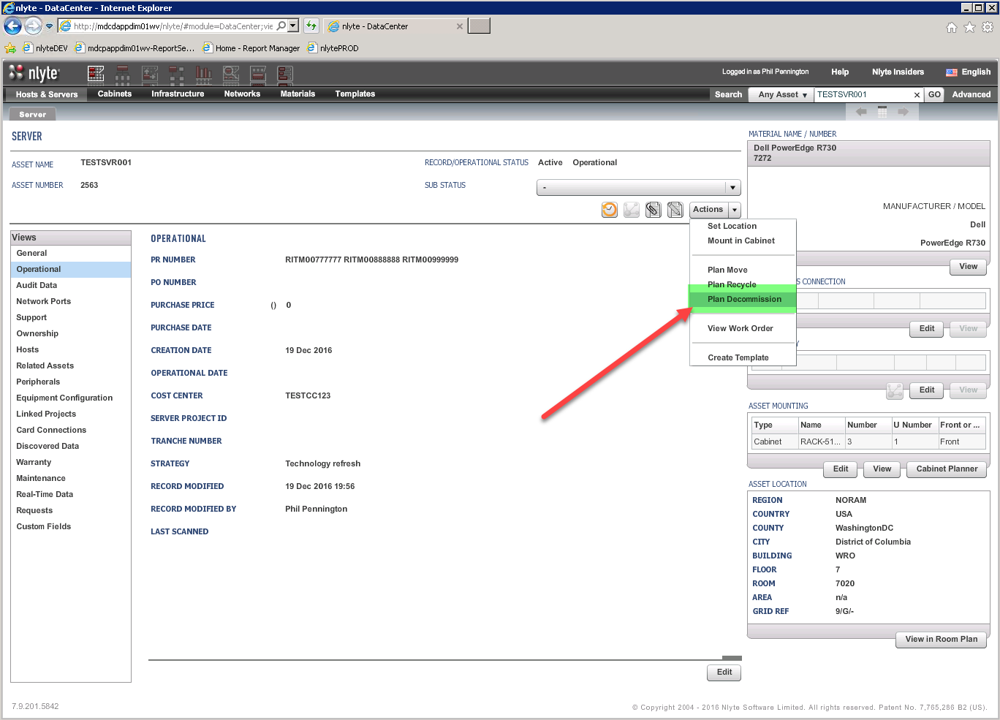 nlyte - DataCenter - Internet Explorer
http://mdcdappdim01wv/nlyte/#module=DataCenter;vie
nlyte - DataCenter
nlyteDEV mdcpappdim01wv-ReportSe... Home - Report Manager nlytePROD
nlyte
Logged in as Phil Pennington Help Nlyte Insiders English
Hosts & Servers Cabinets Infrastructure Networks Materials Templates Search Any Asset TESTSVR001 GO Advanced
Server
SERVER
ASSET NAME TESTSVR001
RECORD/OPERATIONAL STATUS Active Operational
ASSET NUMBER 2563
SUB STATUS -
Actions
Set Location
Mount in Cabinet
Plan Move
Plan Recycle
Plan Decommission
View Work Order
Create Template
Views
General
Operational
Audit Data
Network Ports
Support
Ownership
Hosts
Related Assets
Peripherals
Equipment Configuration
Linked Projects
Card Connections
Discovered Data
Warranty
Maintenance
Real-Time Data
Requests
Custom Fields
OPERATIONAL
PR NUMBER RITM00777777 RITM00888888 RITM00999999
PO NUMBER
PURCHASE PRICE () 0
PURCHASE DATE
CREATION DATE 19 Dec 2016
OPERATIONAL DATE
COST CENTER TESTCC123
SERVER PROJECT ID
TRANCHE NUMBER
STRATEGY Technology refresh
RECORD MODIFIED 19 Dec 2016 19:56
RECORD MODIFIED BY Phil Pennington
LAST SCANNED
Edit
MATERIAL NAME / NUMBER
Dell PowerEdge R730
7272
MANUFACTURER / MODEL
Dell
PowerEdge R730
View
S CONNECTION
Edit View
Y
Edit View
ASSET MOUNTING
Type Name Number U Number Front or ...
Cabinet RACK-51... 3 1 Front
Edit View Cabinet Planner
ASSET LOCATION
REGION NORAM
COUNTRY USA
COUNTY WashingtonDC
CITY District of Columbia
BUILDING WRO
FLOOR 7
ROOM 7020
AREA n/a
GRID REF 9/G/-
View in Room Plan
7.9.201.5842
© Copyright 2004 - 2016 Nlyte Software Limited. All rights reserved. Patent No. 7,765,286 B2 (US).